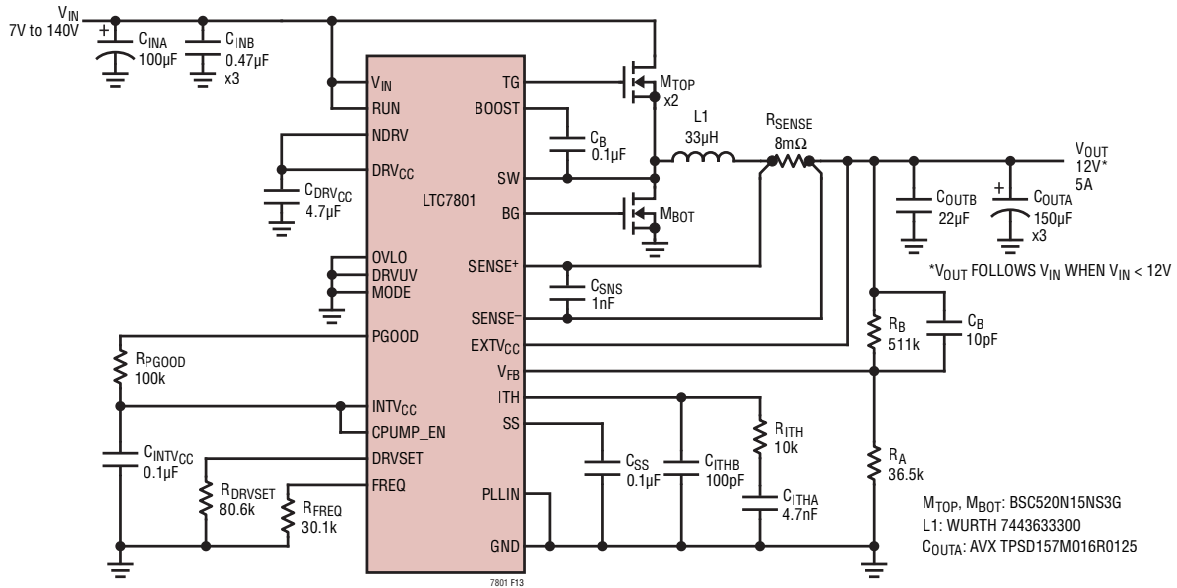 VIN
7V to 140V
CINA
100µF
CINB
0.47µF
x3
VIN
RUN
NDRV
DRVCC
CDRVCC
4.7µF
OVLO
DRVUV
MODE
PGOOD
RPGOOD
100k
INTVCC
CPUMP_EN
CINTVCC
0.1µF
DRVSET
RDRVSET
80.6k
FREQ
RFREQ
30.1k
LTC7801
TG
BOOST
SW
BG
SENSE+
SENSE–
EXTVCC
VFB
ITH
SS
PLLIN
GND
MTOP
x2
CB
0.1µF
MBOT
L1
33µH
RSENSE
8mΩ
CSNS
1nF
VOUT
12V*
5A
COUTB
22µF
COUTA
150µF
x3
*VOUT FOLLOWS VIN WHEN VIN < 12V
RB
511k
CB
10pF
RITH
10k
CSS
0.1µF
CITHB
100pF
CITHA
4.7nF
RA
36.5k
MTOP, MBOT: BSC520N15NS3G
L1: WURTH 7443633300
COUTA: AVX TPSD157M016R0125
7801 F13